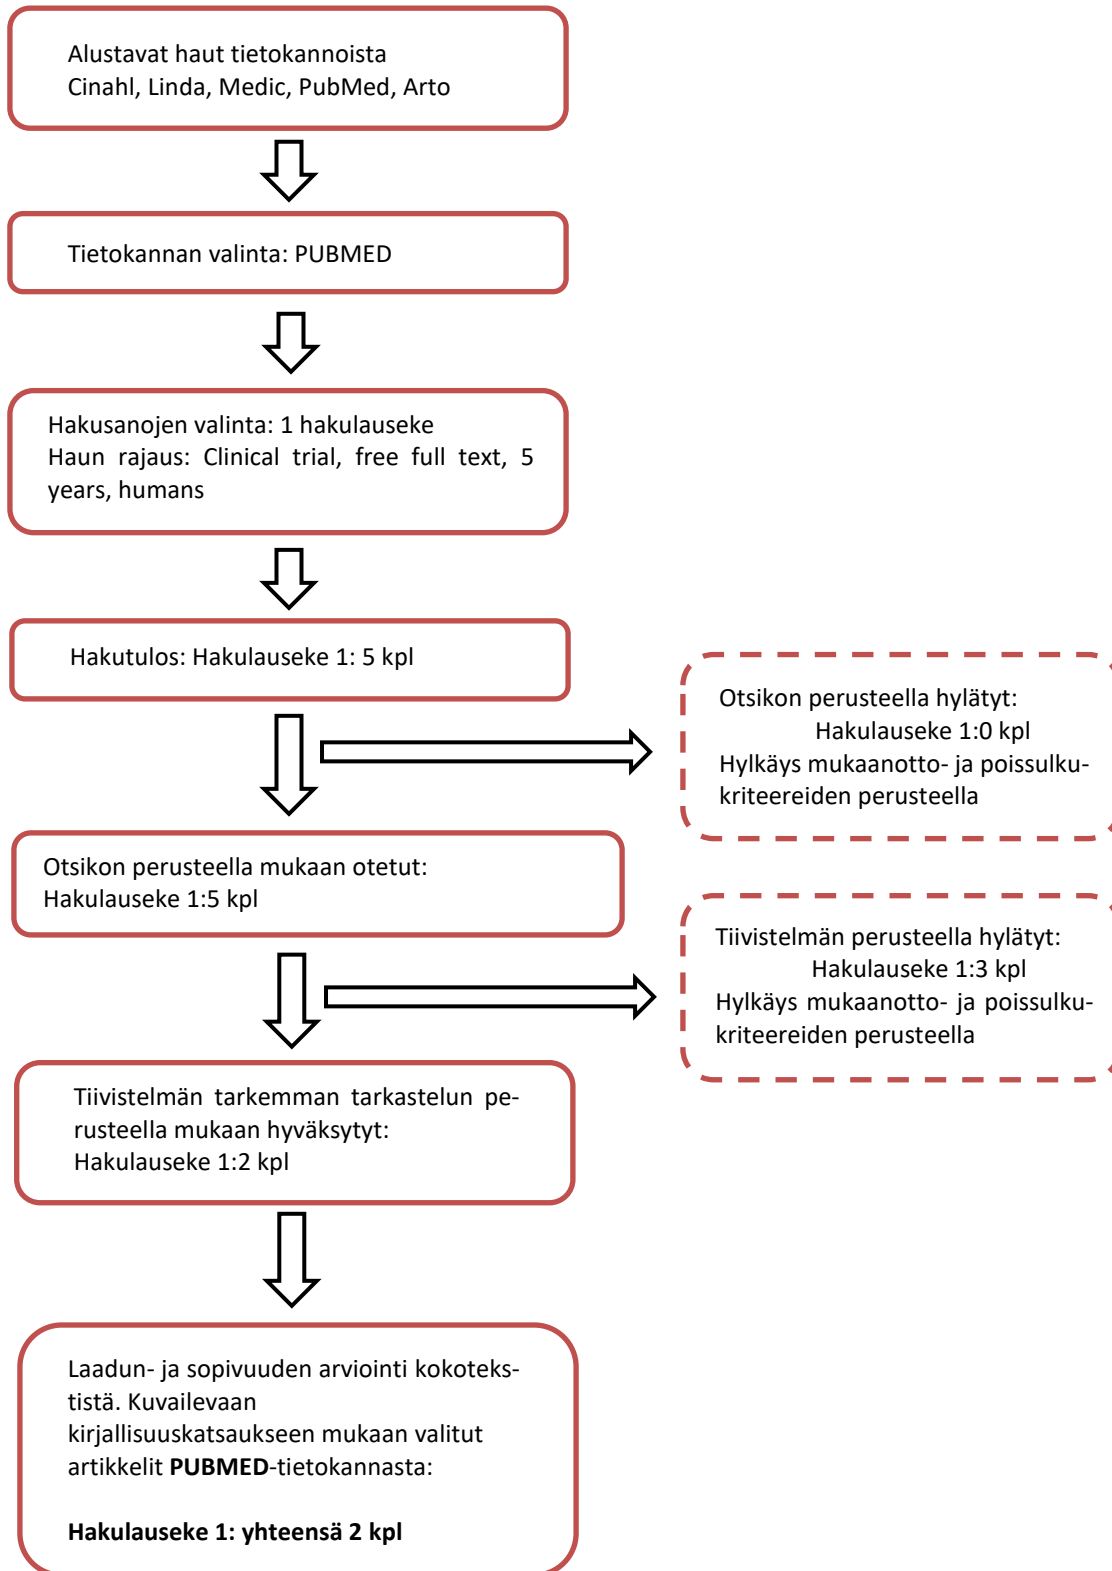 Alustavat haut tietokannoista
Cinahl, Linda, Medic, PubMed, Arto
Tietokannan valinta: PUBMED
Hakusanojen valinta: 1 hakulauseke
Haun rajaus: Clinical trial, free full text, 5
years, humans
Hakutulos: Hakulauseke 1: 5 kpl
Otsikon perusteella hylätyt:
Hakulauseke 1:0 kpl
Hylkäys mukaanotto- ja poissulku-
kriteereiden perusteella
Otsikon perusteella mukaan otetut:
Hakulauseke 1:5 kpl
Tiivistelmän perusteella hylätyt:
Hakulauseke 1:3 kpl
Hylkäys mukaanotto- ja poissulku-
kriteereiden perusteella
Tiivistelmän tarkemman tarkastelun pe-
rusteella mukaan hyväksytyt:
Hakulauseke 1:2 kpl
Laadun- ja sopivuuden arviointi kokoteks-
tistä. Kuvailevaan
kirjallisuuskatsaukseen mukaan valitut
artikkelit PUBMED-tietokannasta:
Hakulauseke 1: yhteensä 2 kpl